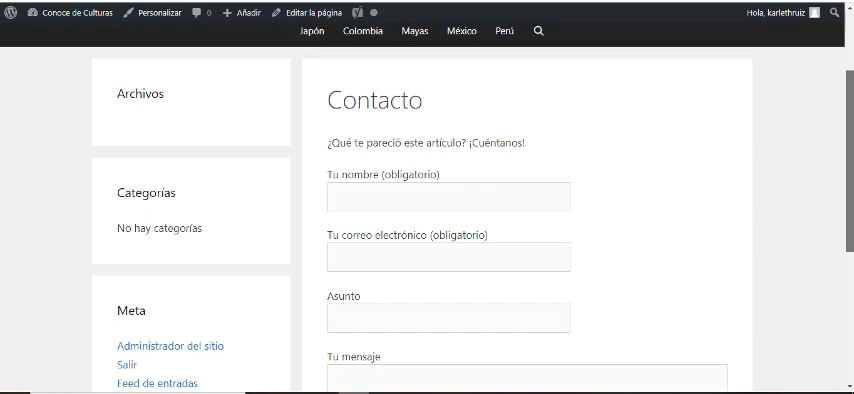 Conoce de Culturas Personalizar 0 Añadir Editar la página Hola, karlethruiz
Japón Colombia Mayas México Perú
Archivos
Categorías
No hay categorías
Meta
Administrador del sitio
Salir
Feed de entradas
Contacto
¿Qué te pareció este artículo? ¡Cuéntanos!
Tu nombre (obligatorio)
Tu correo electrónico (obligatorio)
Asunto
Tu mensaje